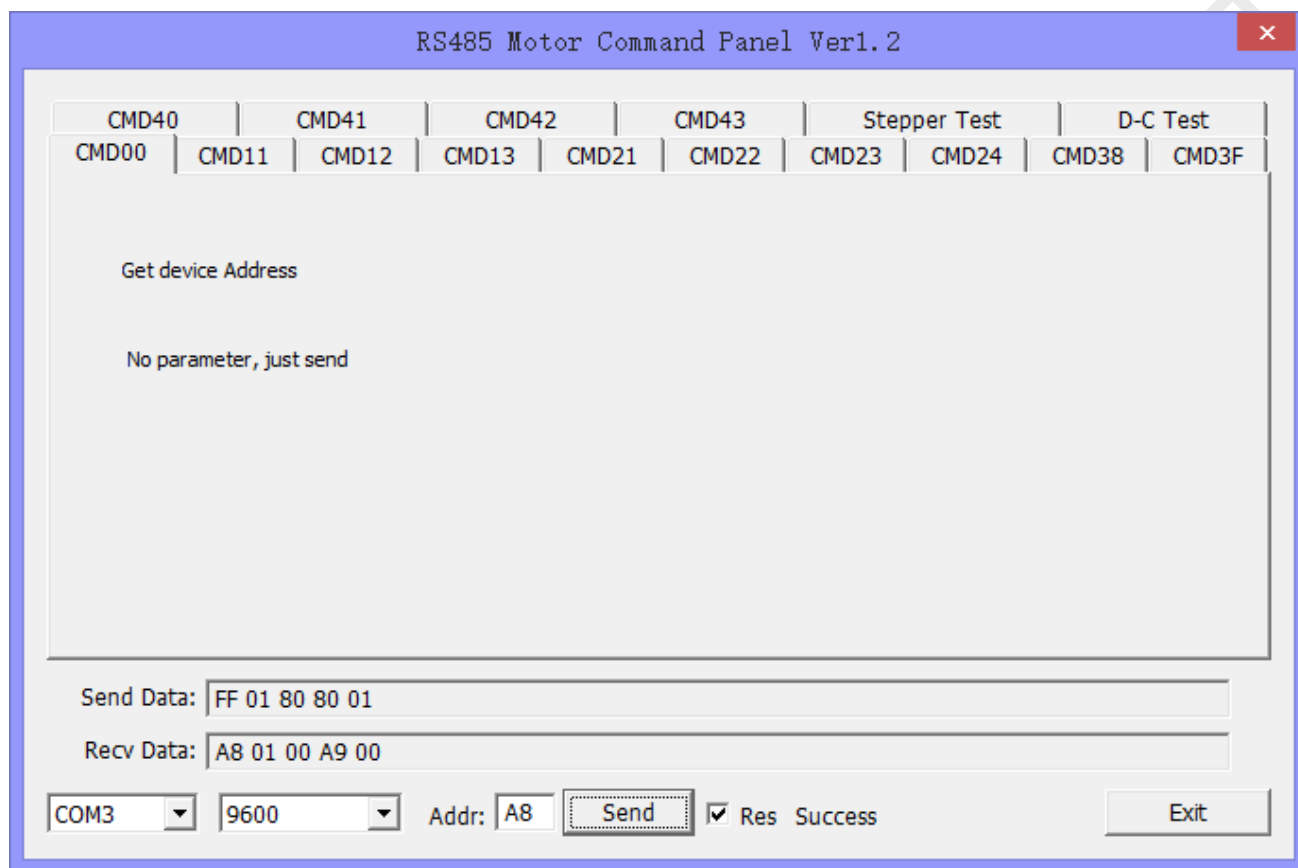 RS485 Motor Command Panel Ver1.2
CMD40 CMD41 CMD42 CMD43 Stepper Test D-C Test
CMD00 CMD11 CMD12 CMD13 CMD21 CMD22 CMD23 CMD24 CMD38 CMD3F
Get device Address
No parameter, just send
Send Data: FF 01 80 80 01
Recv Data: A8 01 00 A9 00
COM3 9600 Addr: A8 Send Res Success Exit